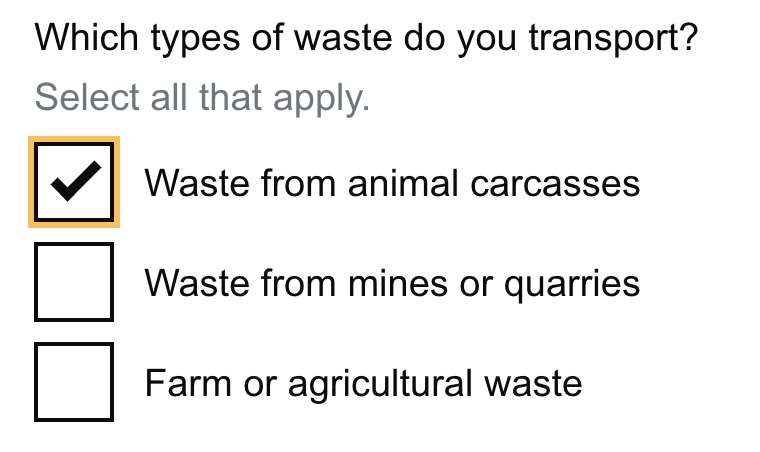 Which types of waste do you transport?
Select all that apply.
Waste from animal carcasses
Waste from mines or quarries
Farm or agricultural waste